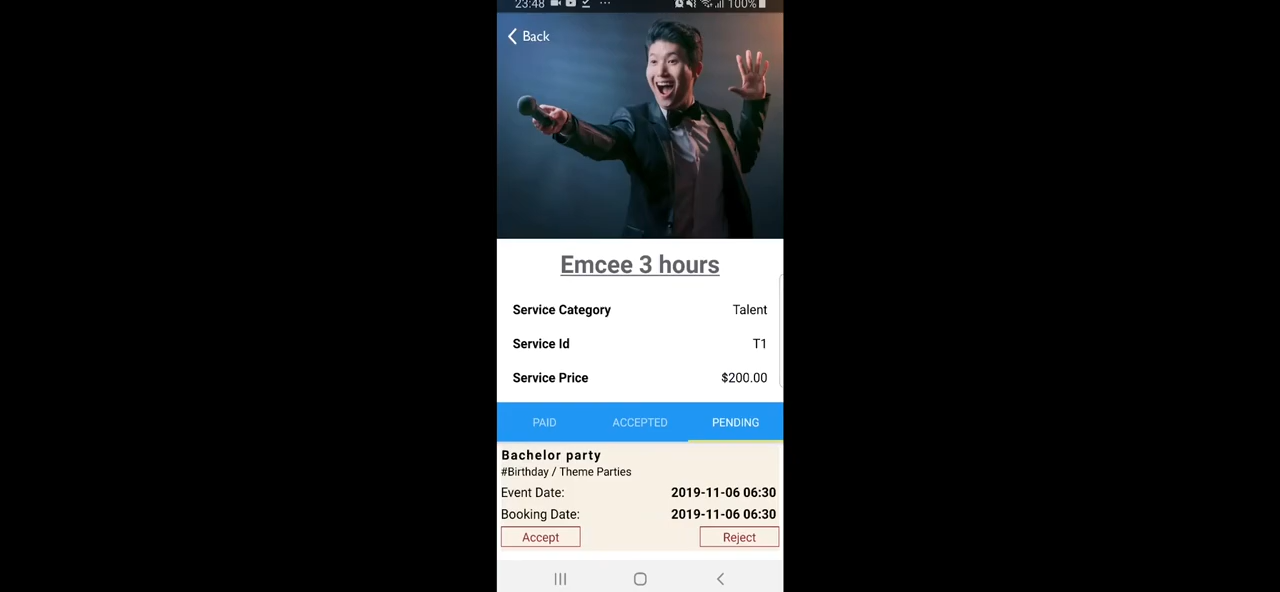 23:48 ... 100%
Back
Emcee 3 hours
Service Category Talent
Service Id T1
Service Price $200.00
PAID ACCEPTED PENDING
Bachelor party
#Birthday / Theme Parties
Event Date: 2019-11-06 06:30
Booking Date: 2019-11-06 06:30
Accept Reject